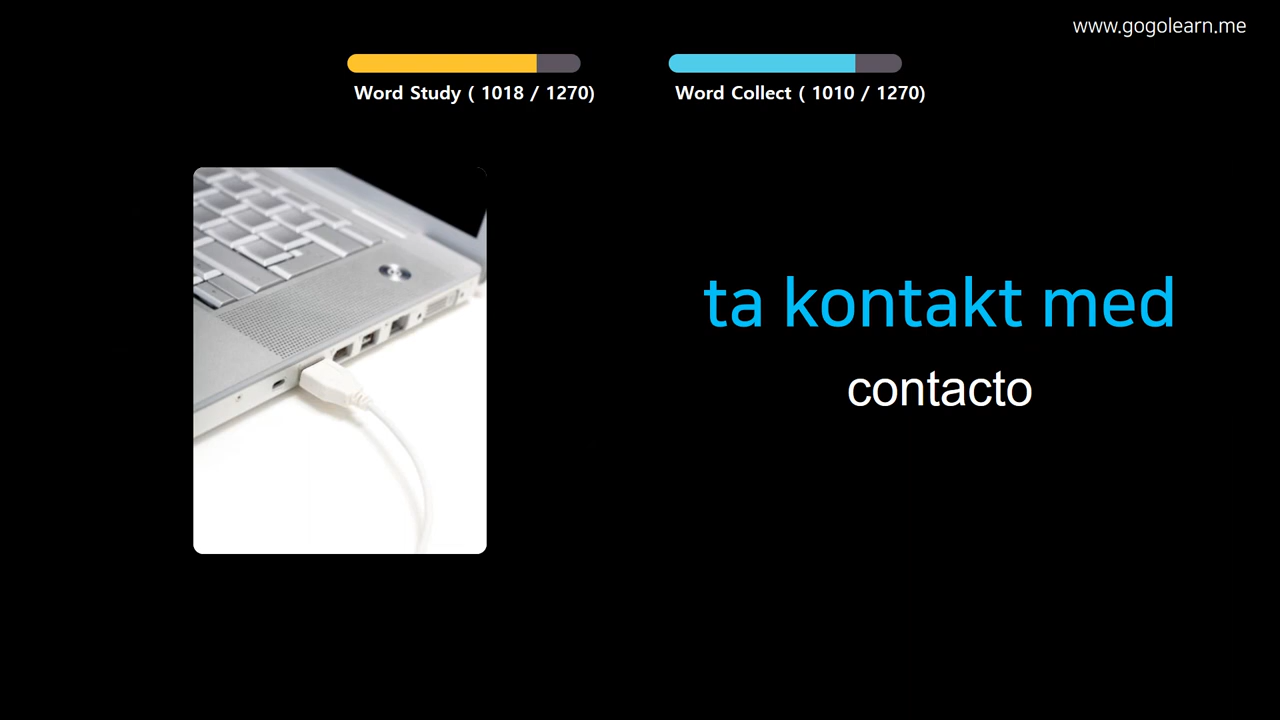 www.gogolearn.me
Word Study ( 1018 / 1270)
Word Collect ( 1010 / 1270)
ta kontakt med
contacto